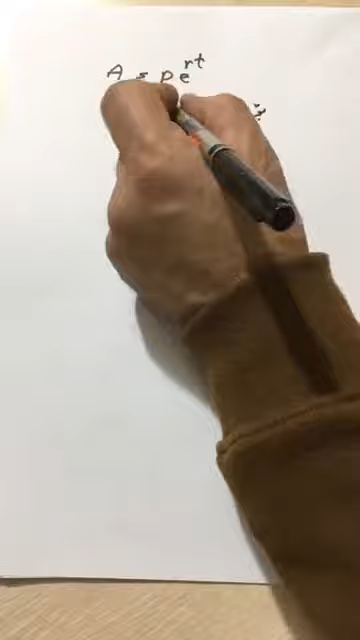 A = pe^rt